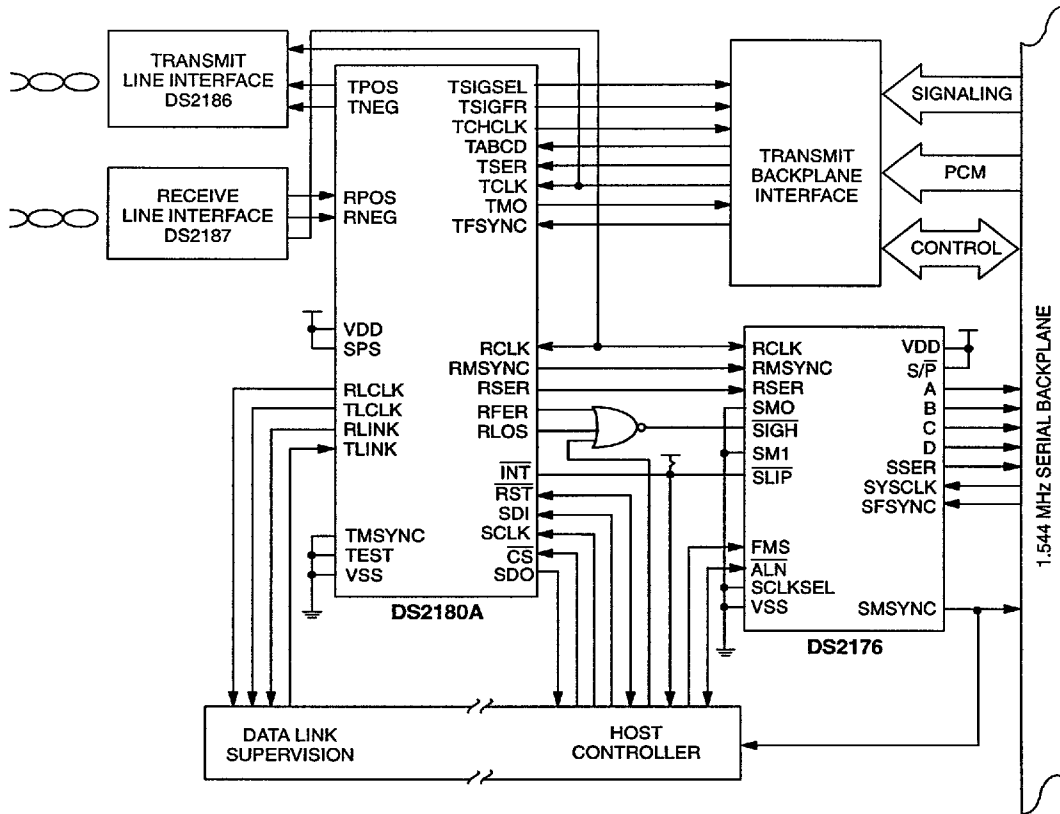 TRANSMIT
LINE INTERFACE
DS2186
RECEIVE
LINE INTERFACE
DS2187
TPOS
TNEG
RPOS
RNEG
VDD
SPS
RLCLK
TLCLK
RLINK
TLINK
TMSYNC
TEST
VSS
TSIGSEL
TSIGFR
TCHCLK
TABCD
TSER
TCLK
TMO
TFSYNC
RCLK
RMSYNC
RSER
RFER
RLOS
INT
RST
SDI
SCLK
CS
SDO
DS2180A
TRANSMIT
BACKPLANE
INTERFACE
SIGNALING
PCM
CONTROL
RCLK
RMSYNC
RSER
SMO
SIGH
SM1
SLIP
FMS
ALN
SCLKSEL
VSS
VDD
S/P
A
B
C
D
SSER
SYSCLK
SFSYNC
SMSYNC
DS2176
1.544 MHz SERIAL BACKPLANE
DATA LINK
SUPERVISION
HOST
CONTROLLER